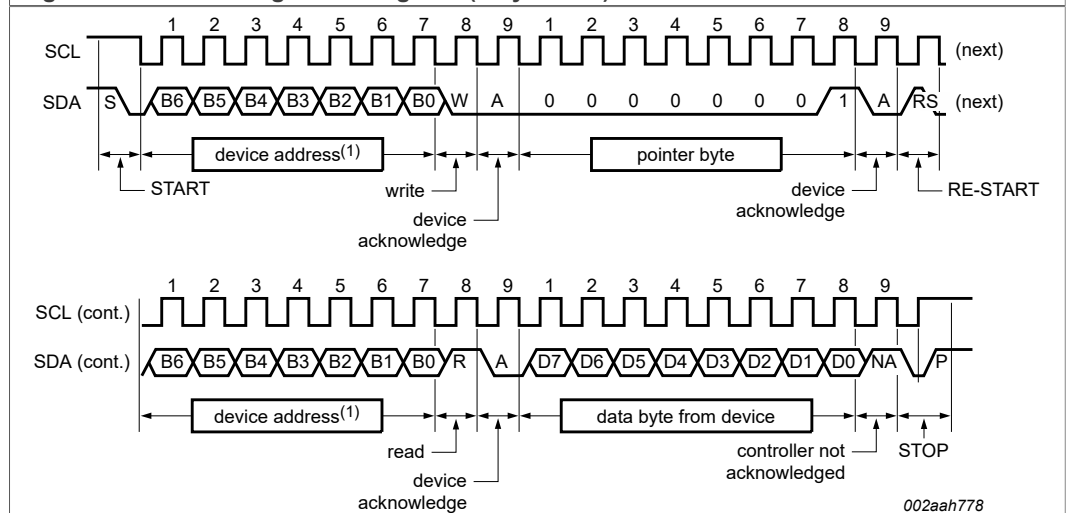 1 2 3 4 5 6 7 8 9 1 2 3 4 5 6 7 8 9
SCL (next)
SDA S B6 B5 B4 B3 B2 B1 B0 W A 0 0 0 0 0 0 0 1 A RS (next)
device address(1) pointer byte
START write device acknowledge device acknowledge RE-START
1 2 3 4 5 6 7 8 9 1 2 3 4 5 6 7 8 9
SCL (cont.)
SDA (cont.) B6 B5 B4 B3 B2 B1 B0 R A D7 D6 D5 D4 D3 D2 D1 D0 NA P
device address(1) data byte from device
read device acknowledge controller not acknowledged STOP
002aah778